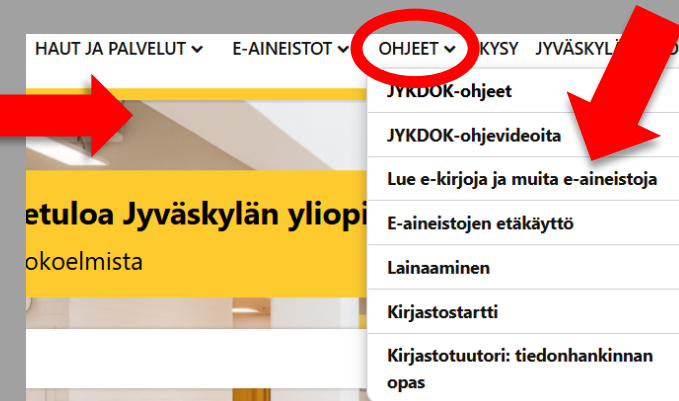 HAUT JA PALVELUT E-AINEISTOT OHJEET KYSY
JYKDOK-ohjeet
JYKDOK-ohjevideoita
Lue e-kirjoja ja muita e-aineistoja
etuloa Jyväskylän yliopi
E-aineistojen etäkäyttö
okoelmista
Lainaaminen
Kirjastostartti
Kirjastotuutori: tiedonhankinnan
opas